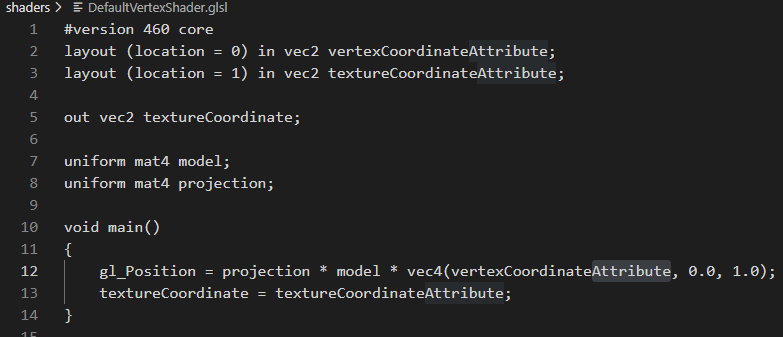 shaders > DefaultVertexShader.glsl
1 #version 460 core
2 layout (location = 0) in vec2 vertexCoordinateAttribute;
3 layout (location = 1) in vec2 textureCoordinateAttribute;
4
5 out vec2 textureCoordinate;
6
7 uniform mat4 model;
8 uniform mat4 projection;
9
10 void main()
11 {
12     gl_Position = projection * model * vec4(vertexCoordinateAttribute, 0.0, 1.0);
13     textureCoordinate = textureCoordinateAttribute;
14 }
15